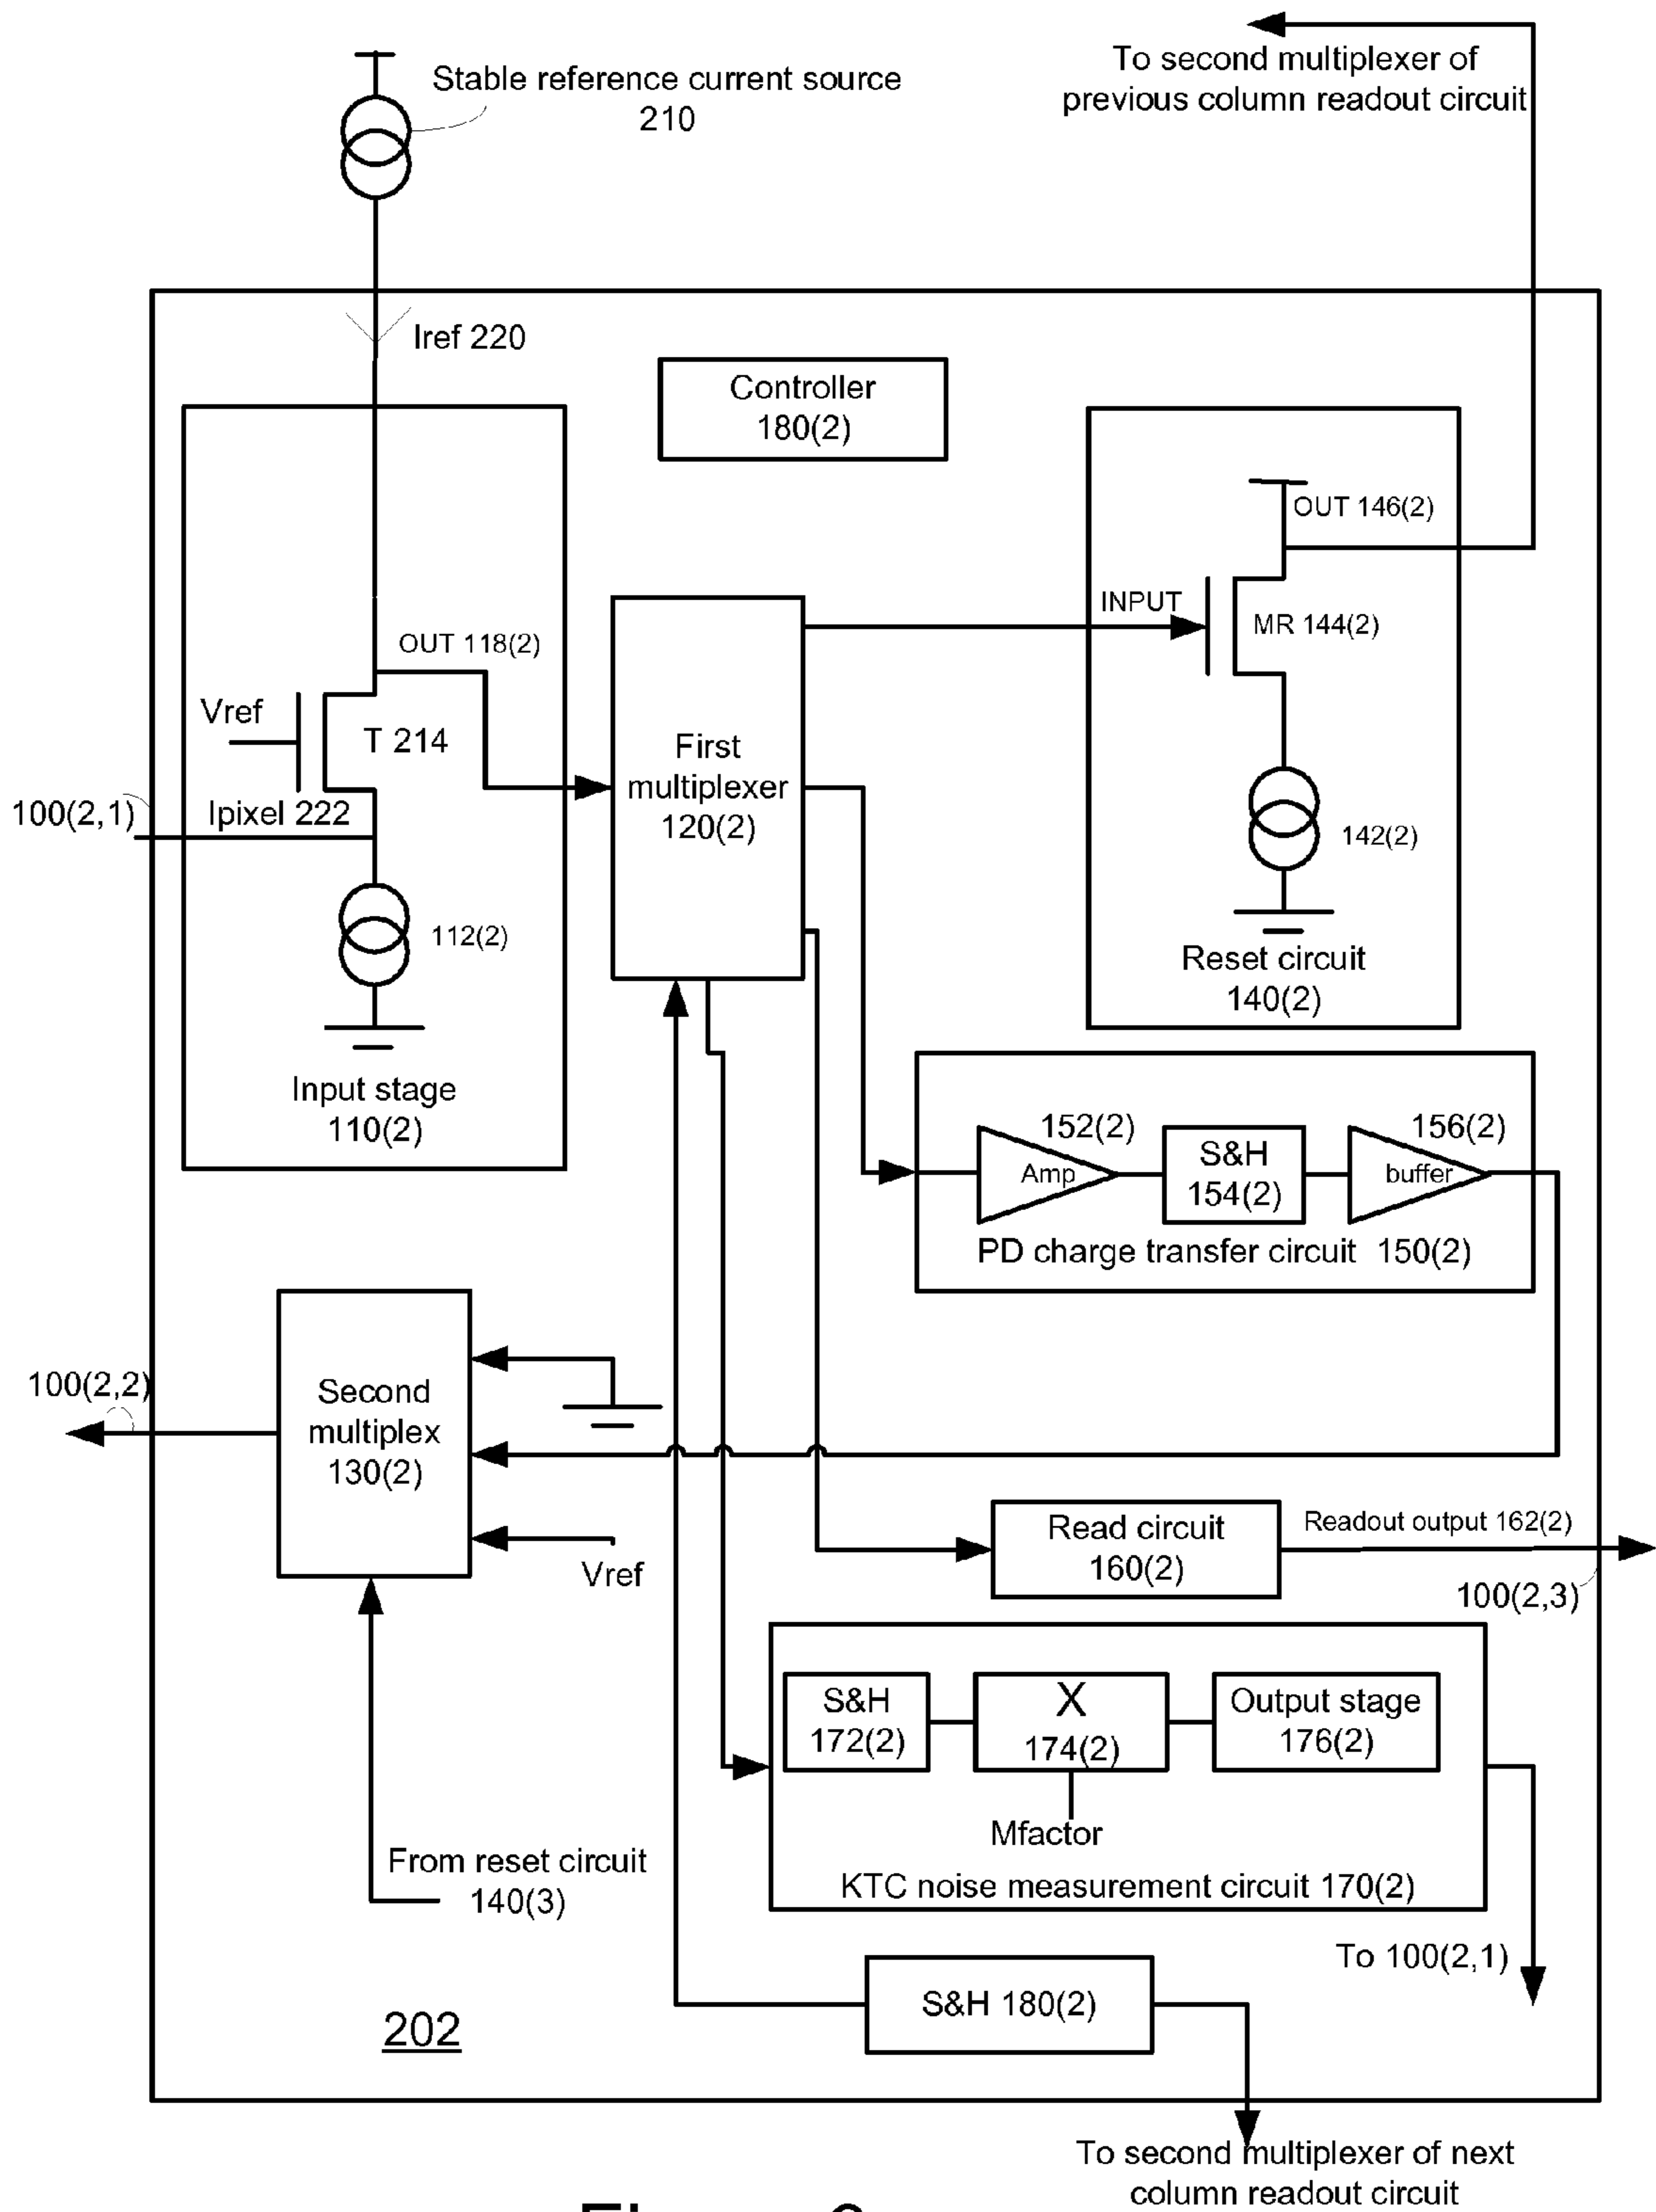 To second multiplexer of
previous column readout circuit
Stable reference current source
210
Iref 220
Controller
180(2)
OUT 146(2)
INPUT
MR 144(2)
142(2)
Reset circuit
140(2)
OUT 118(2)
Vref
T 214
100(2,1)
Ipixel 222
112(2)
Input stage
110(2)
First
multiplexer
120(2)
152(2)
Amp
S&H
154(2)
156(2)
buffer
PD charge transfer circuit 150(2)
100(2,2)
Second
multiplex
130(2)
Vref
Read circuit
160(2)
Readout output 162(2)
100(2,3)
S&H
172(2)
X
174(2)
Output stage
176(2)
Mfactor
KTC noise measurement circuit 170(2)
From reset circuit
140(3)
To 100(2,1)
S&H 180(2)
202
To second multiplexer of next
column readout circuit